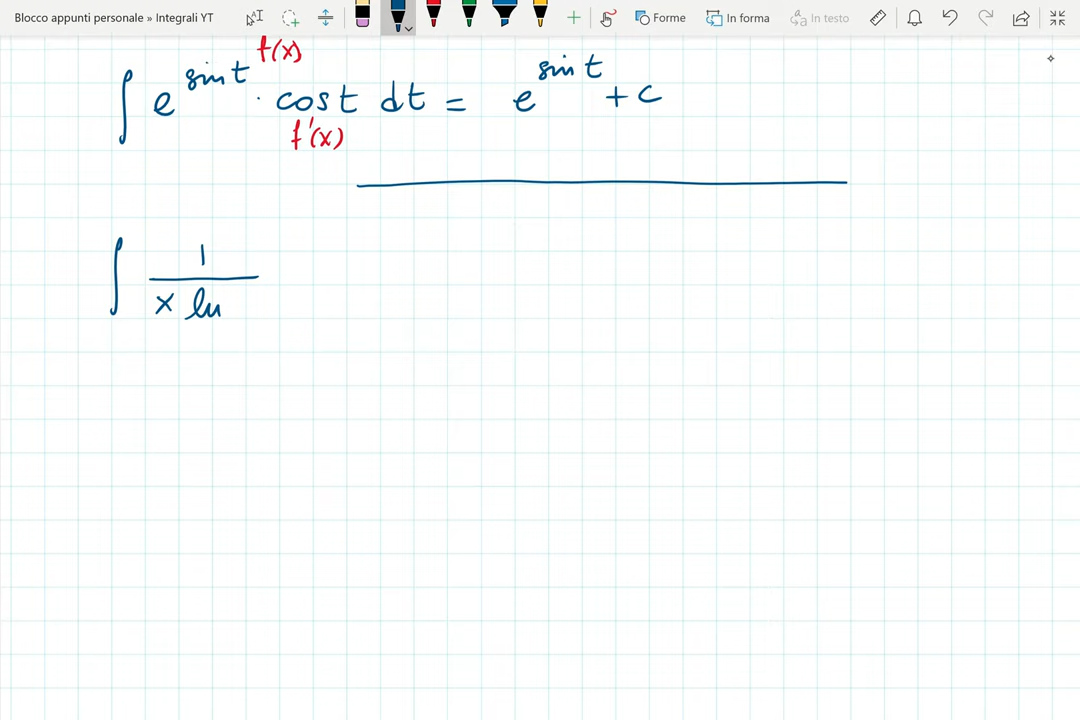 Blocco appunti personale » Integrali YT Forme In forma In testo
f(x)
∫ e^sin t · cos t dt = e^sin t + c
f'(x)
∫ 1/(x ln